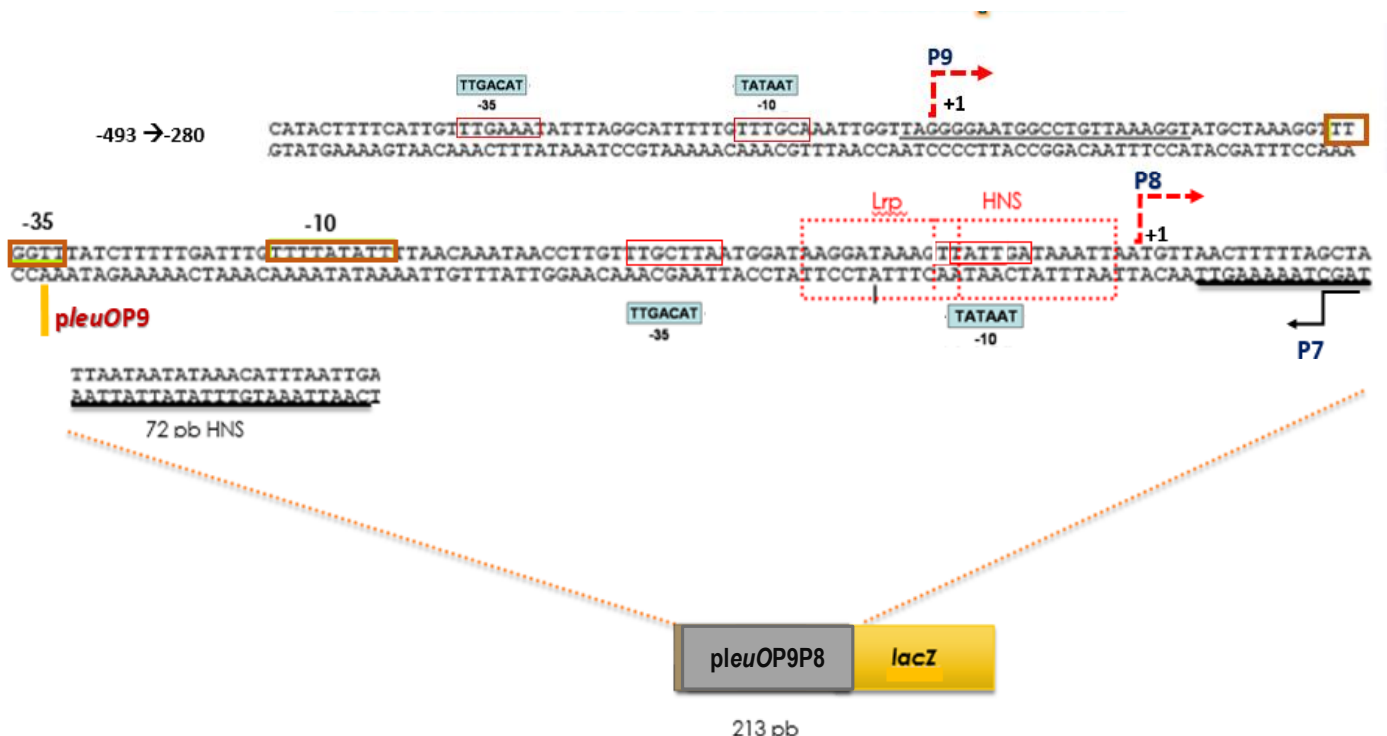 P9
TTGACAT TATAAT
-35 -10 +1
-493 → -280
CATACTTTTCATTGTTTGAAATATTTAGGCATTTTTGTTTGCAAATTGGTTAGGGGAATGGCCTGTTAAAGGTATGCTAAAGGTTT
GTATGAAAAGTAACAAACTTTATAAATCCGTAAAAACAAACGTTTAACCAATCCCCTTACCGGACAATTTCCATACGATTTCCAAA
P8
-35 -10 Lrp HNS
+1
GGTTTATCTTTTTGATTTGTTTTATATTTTAACAAATAACCTTGTTTGCTTAATGGATAAGGATAAAGTTATTGATAAATTAATGTTAACTTTTTAGCTA
CCAAATAGAAAAACTAAACAAAATATAAAATTGTTTATTGGAACAAACGAATTACCTATTCCTATTTCAATAACTATTTAATTACAATTGAAAAATCGAT
pleuOP9
TTGACAT TATAAT
-35 -10
P7
TTAATAATATAAACATTTAATTGA
AATTATTATATTTGTAAATTAACT
72 pb HNS
pleuOP9P8 lacZ
213 pb